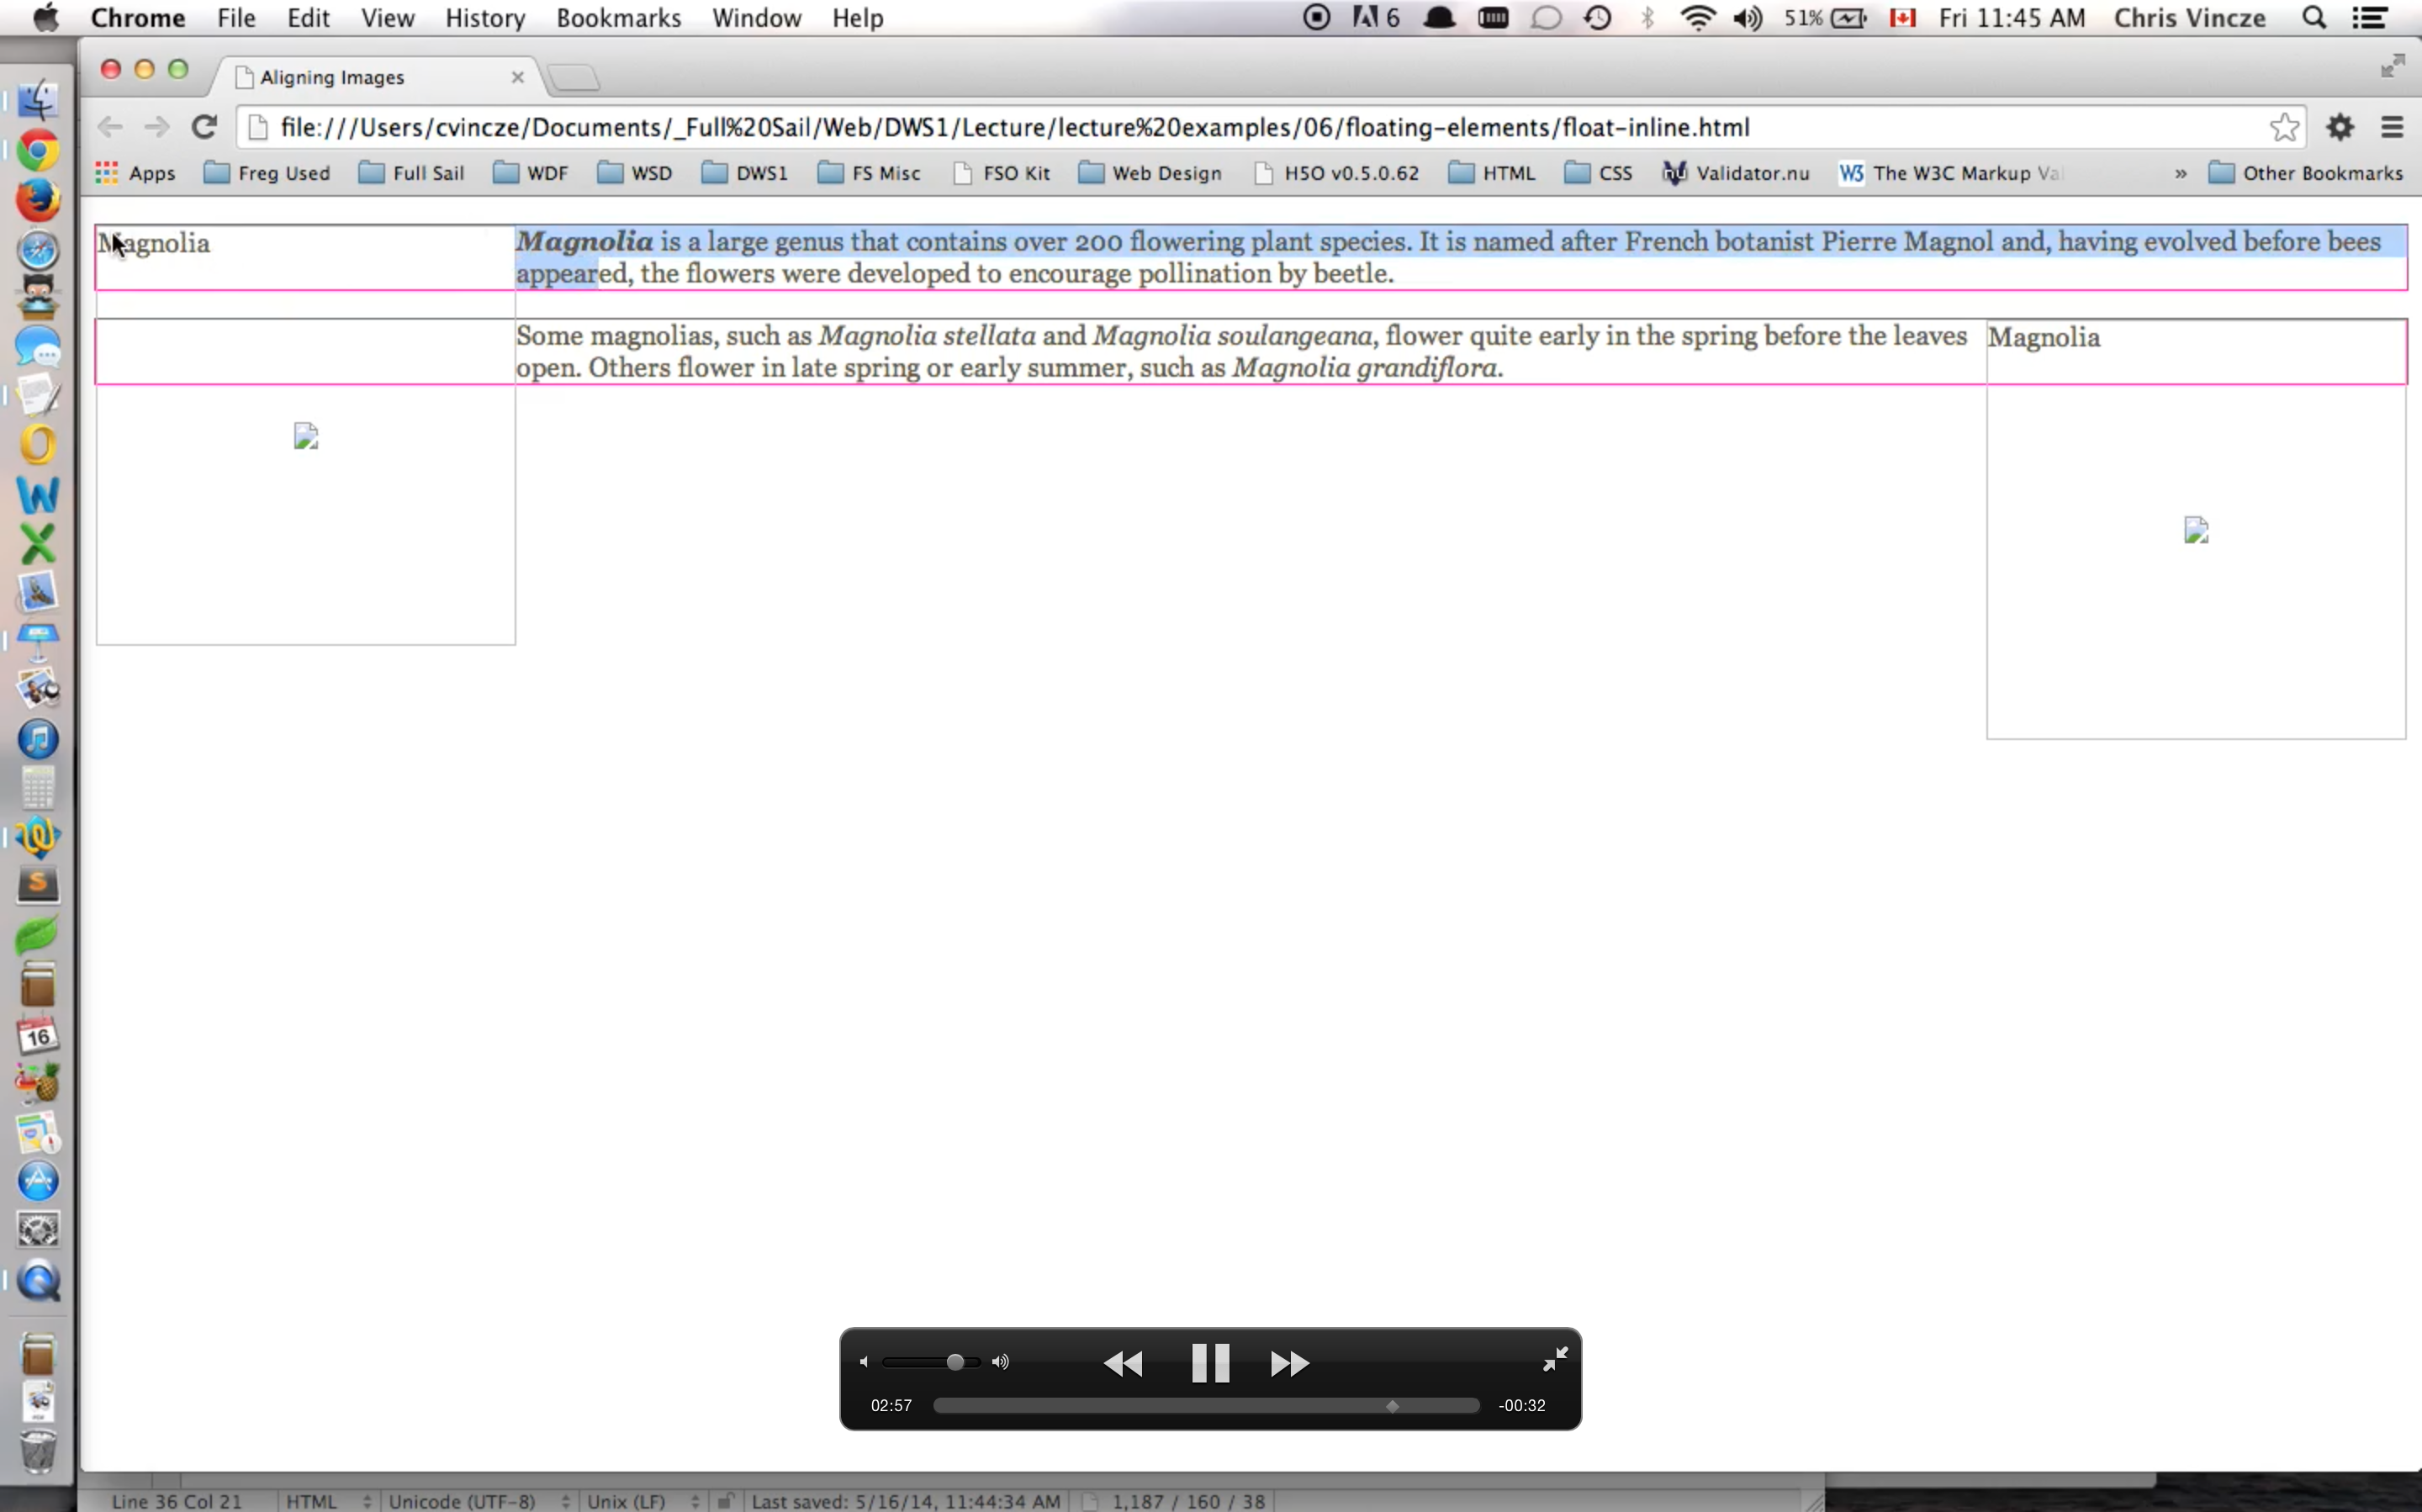 Chrome File Edit View History Bookmarks Window Help 6 51% Fri 11:45 AM Chris Vincze
Aligning Images
file:///Users/cvincze/Documents/_Full%20Sail/Web/DWS1/Lecture/lecture%20examples/06/floating-elements/float-inline.html
Apps Freg Used Full Sail WDF WSD DWS1 FS Misc FSO Kit Web Design H5O v0.5.0.62 HTML CSS Validator.nu W3 The W3C Markup Va » Other Bookmarks
Magnolia
Magnolia is a large genus that contains over 200 flowering plant species. It is named after French botanist Pierre Magnol and, having evolved before bees
appeared, the flowers were developed to encourage pollination by beetle.
Some magnolias, such as Magnolia stellata and Magnolia soulangeana, flower quite early in the spring before the leaves
open. Others flower in late spring or early summer, such as Magnolia grandiflora.
Magnolia
16
02:57 -00:32
Line 36 Col 21 HTML Unicode (UTF-8) Unix (LF) Last saved: 5/16/14, 11:44:34 AM 1,187 / 160 / 38